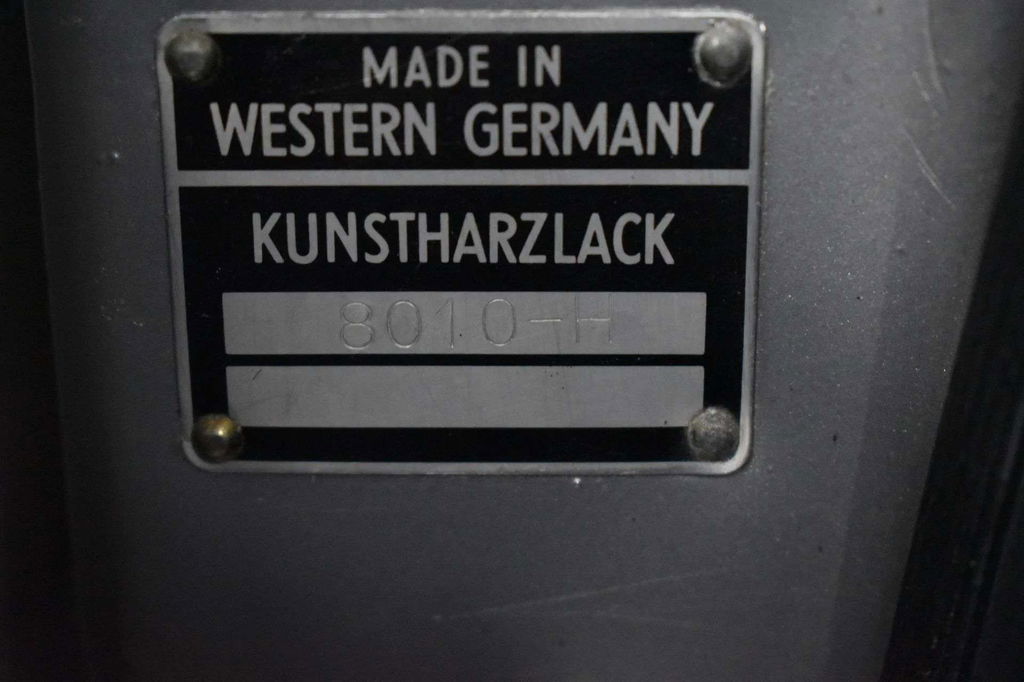 MADE IN
WESTERN GERMANY
KUNSTHARZLACK
8010-H